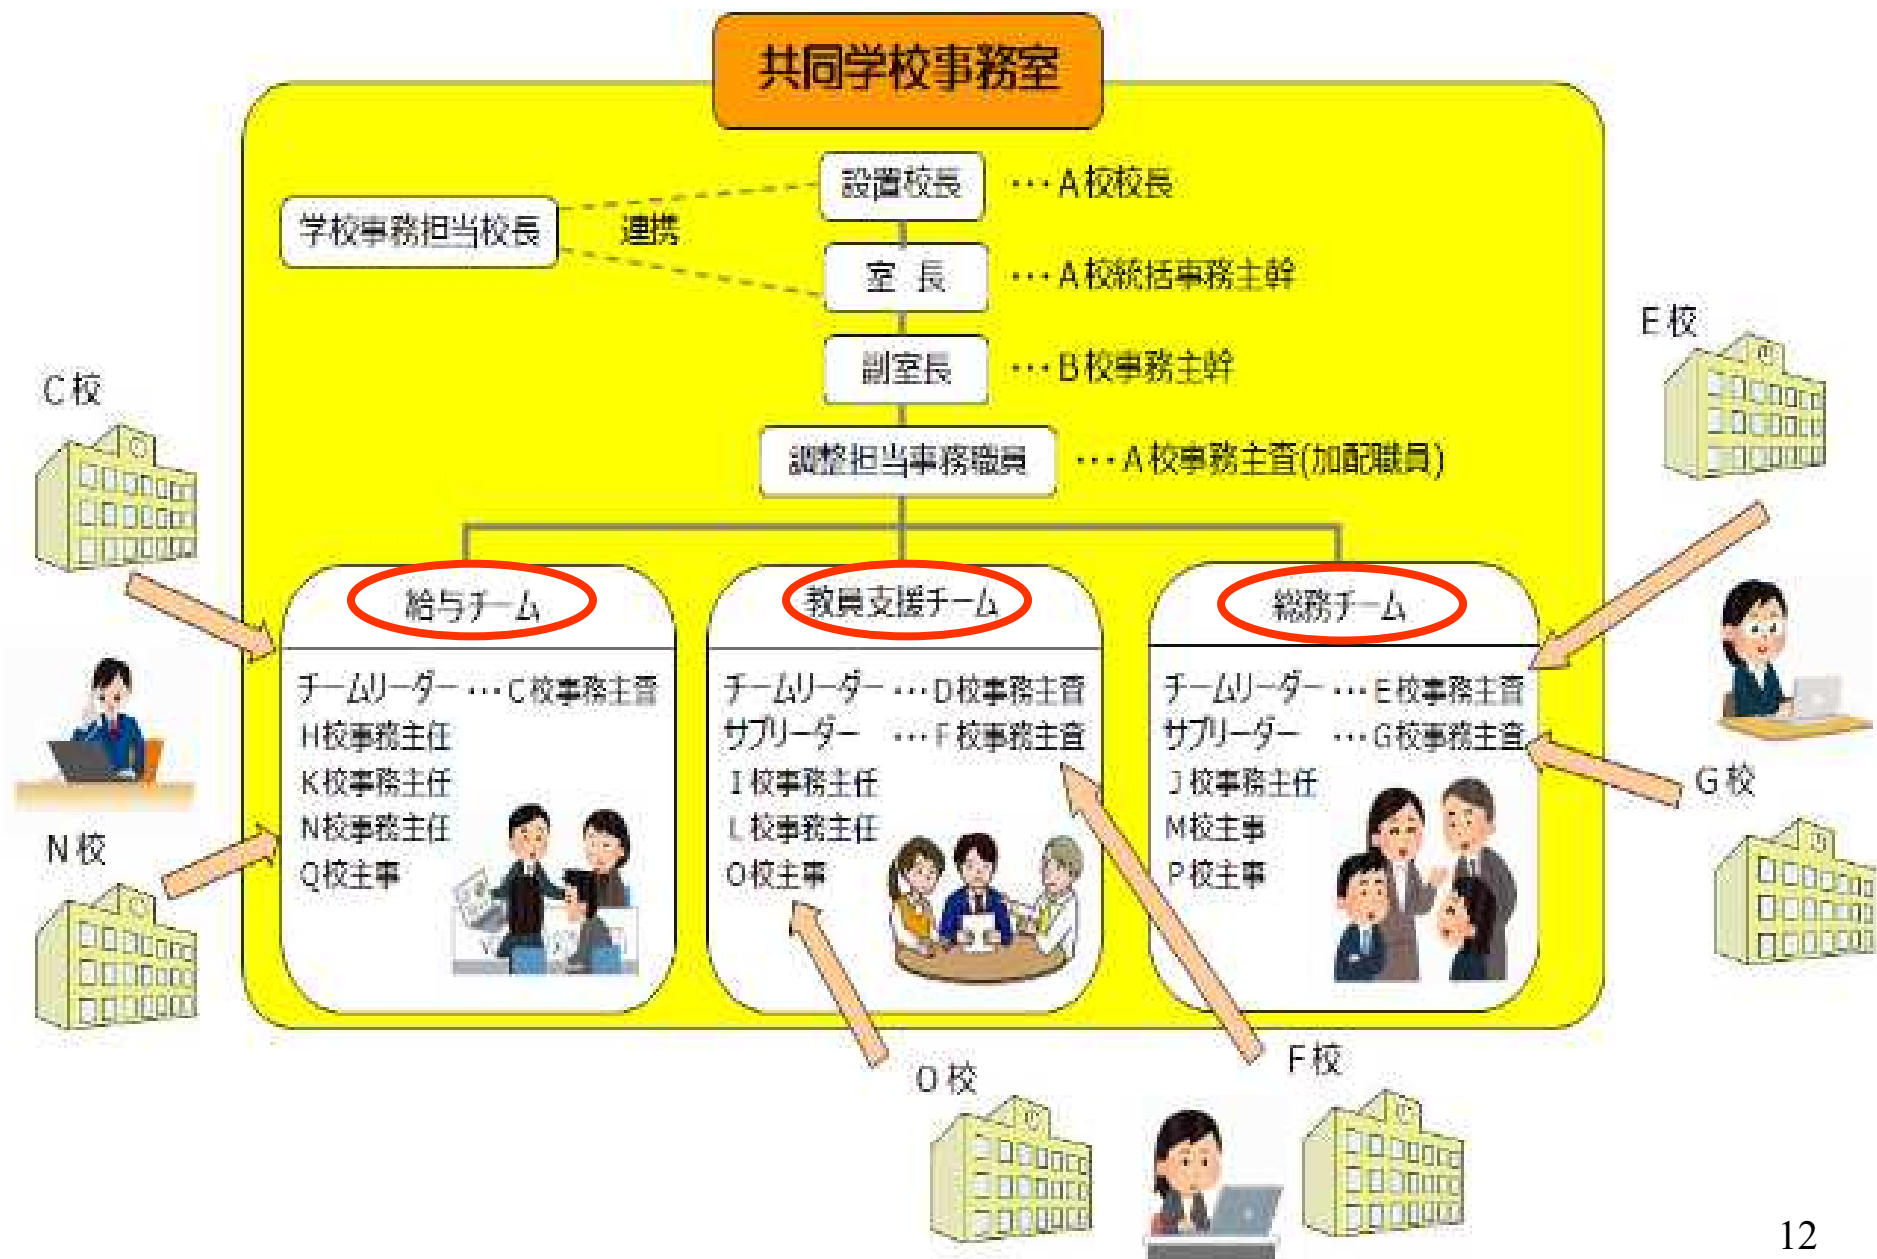 共同学校事務室
設置校長 …A校校長
学校事務担当校長 連携
室 長 …A校統括事務主幹
副室長 …B校事務主幹
調整担当事務職員 …A校事務主査(加配職員)
給与チーム
チームリーダー …C校事務主査
H校事務主任
K校事務主任
N校事務主任
Q校主事
教員支援チーム
チームリーダー …D校事務主査
サブリーダー …F校事務主査
I校事務主任
L校事務主任
O校主事
総務チーム
チームリーダー …E校事務主査
サブリーダー …G校事務主査
J校事務主任
M校主事
P校主事
C校
N校
E校
G校
O校
F校
12